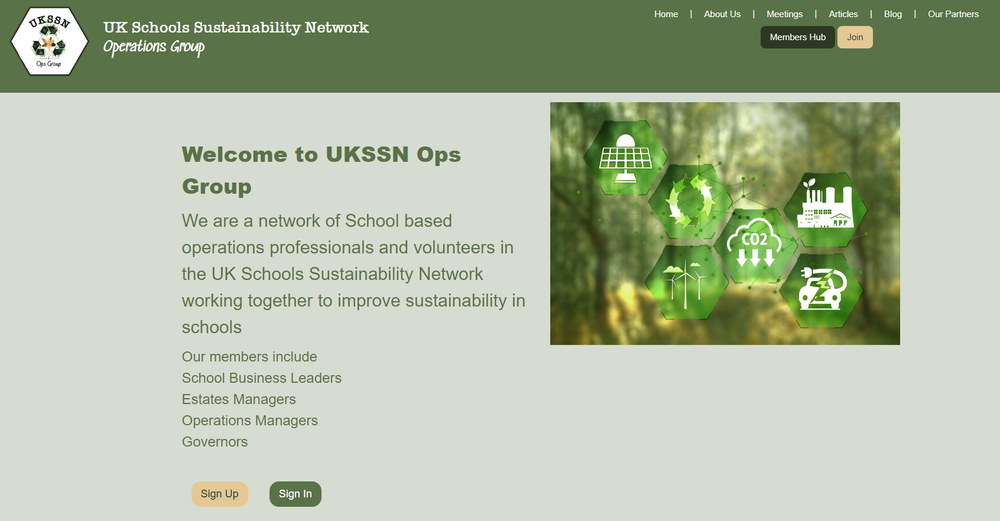 UKSSN
Ops Group
UK Schools Sustainability Network
Operations Group
Home | About Us | Meetings | Articles | Blog | Our Partners
Members Hub Join
Welcome to UKSSN Ops
Group
We are a network of School based
operations professionals and volunteers in
the UK Schools Sustainability Network
working together to improve sustainability in
schools
Our members include
School Business Leaders
Estates Managers
Operations Managers
Governors
Sign Up Sign In
CO2